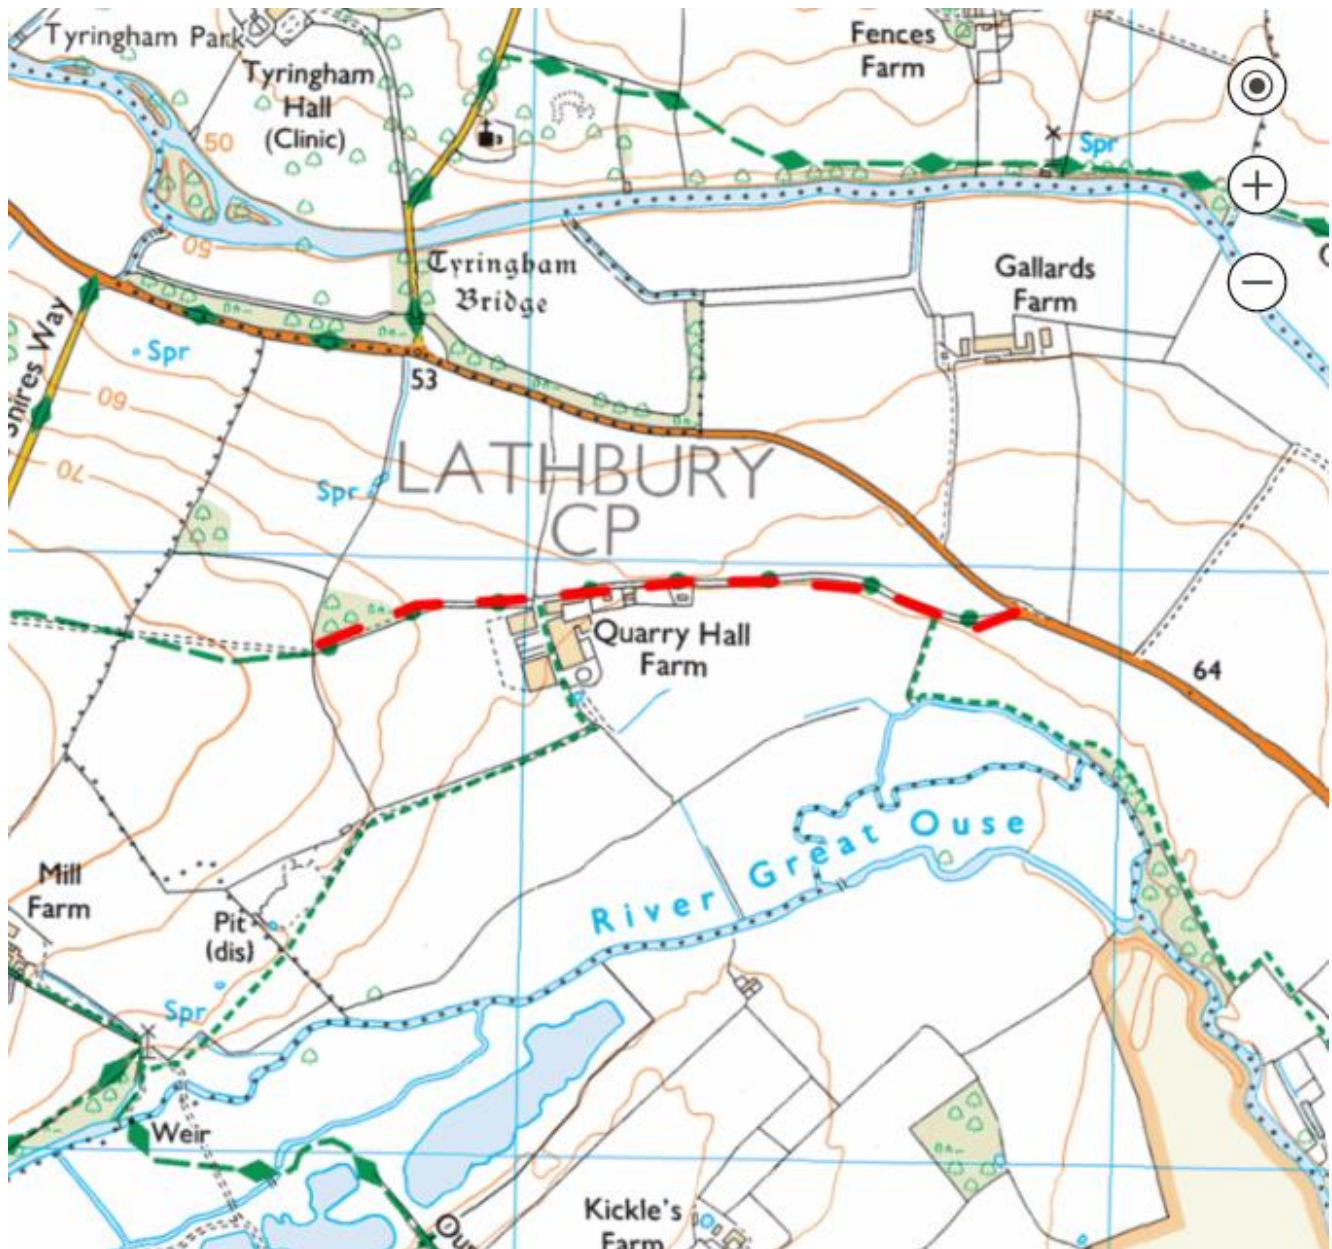 Tyringham Park
Tyringham
Hall
(Clinic)
Fences
Farm
50
Spr
50
Tyringham
Bridge
Gallards
Farm
Shires Way
Spr
53
60
70
Spr
LATHBURY
CP
Quarry Hall
Farm
64
River Great Ouse
Mill
Farm
Pit
(dis)
Spr
Weir
Kickle's
Farm